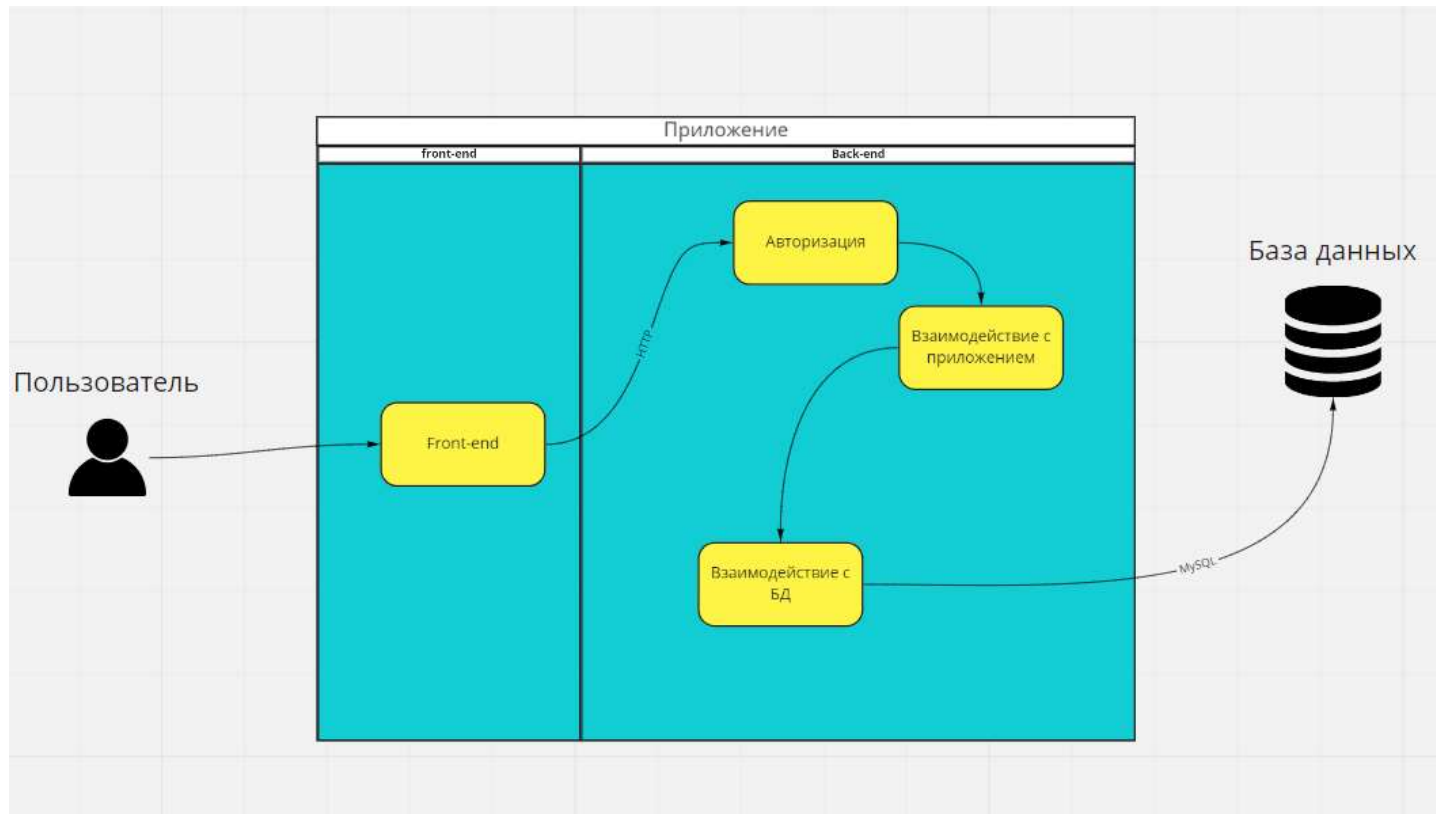 Приложение
front-end
Back-end
Авторизация
База данных
HTTP
Взаимодействие с
приложением
Пользователь
Front-end
Взаимодействие с
БД
MySQL